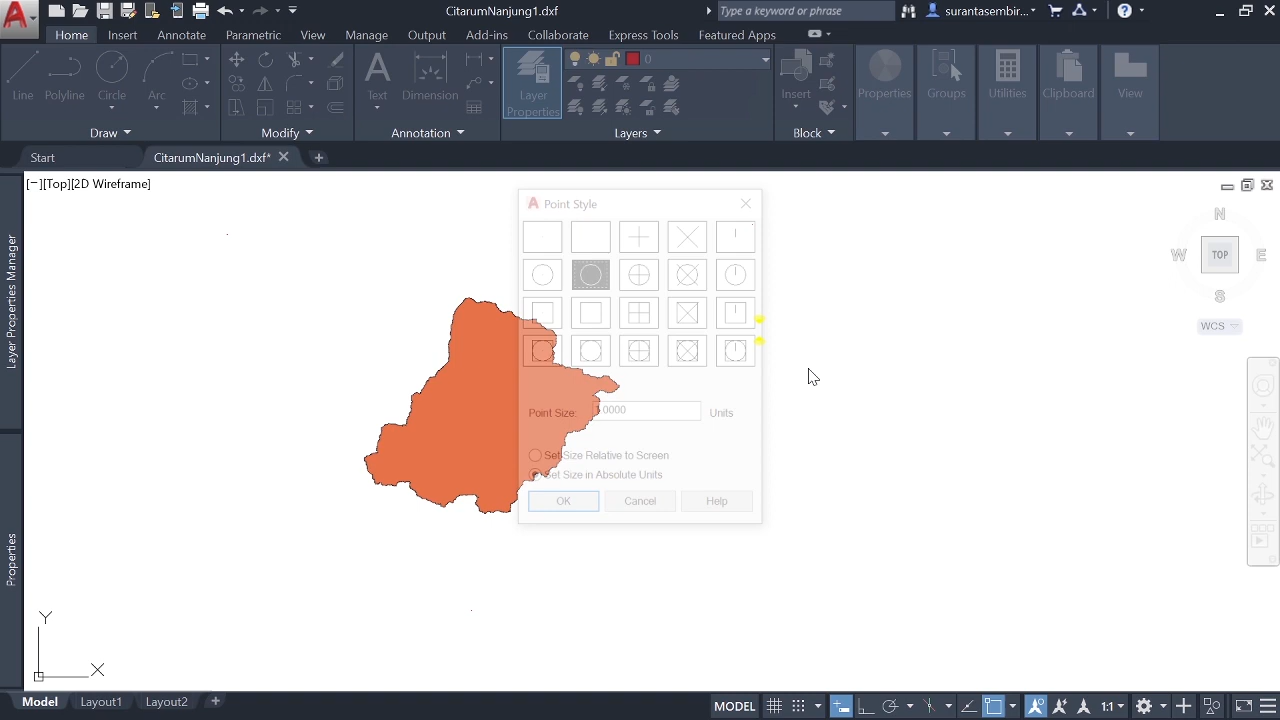 CitarumNanjung1.dxf
Type a keyword or phrase
surantasembir...
Home
Insert
Annotate
Parametric
View
Manage
Output
Add-ins
Collaborate
Express Tools
Featured Apps
Line
Polyline
Circle
Arc
Text
Dimension
Layer
Properties
0
Insert
Properties
Groups
Utilities
Clipboard
View
Draw
Modify
Annotation
Layers
Block
Start
CitarumNanjung1.dxf*
[−][Top][2D Wireframe]
Layer Properties Manager
Properties
Point Style
Point Size:
Units
Set Size Relative to Screen
Set Size in Absolute Units
OK
Cancel
Help
N
W
TOP
E
S
WCS
Y
X
Model
Layout1
Layout2
MODEL
1:1